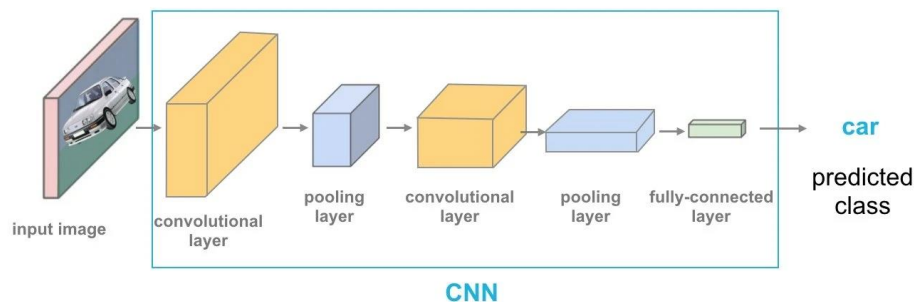 input image
convolutional
layer
pooling
layer
convolutional
layer
pooling
layer
fully-connected
layer
car
predicted
class
CNN